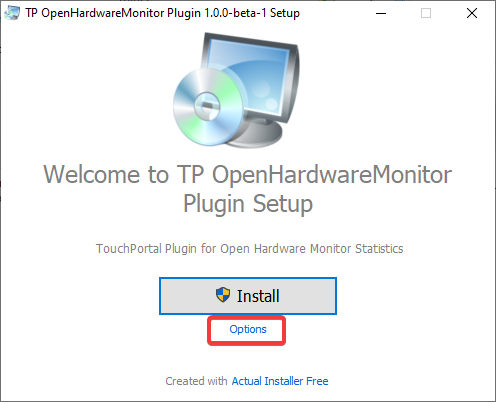 TP OpenHardwareMonitor Plugin 1.0.0-beta-1 Setup
Welcome to TP OpenHardwareMonitor
Plugin Setup
TouchPortal Plugin for Open Hardware Monitor Statistics
Install
Options
Created with Actual Installer Free